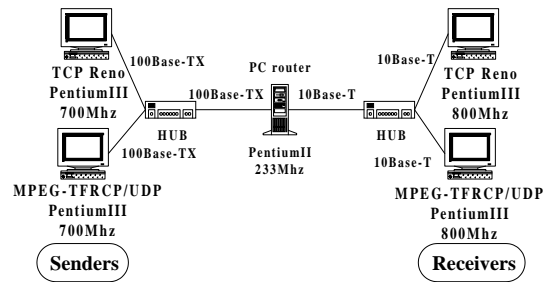 TCP Reno
PentiumIII
700Mhz
100Base-TX
100Base-TX
HUB
100Base-TX
MPEG-TFRCP/UDP
PentiumIII
700Mhz
Senders
PC router
PentiumII
233Mhz
10Base-T
10Base-T
HUB
10Base-T
TCP Reno
PentiumIII
800Mhz
MPEG-TFRCP/UDP
PentiumIII
800Mhz
Receivers